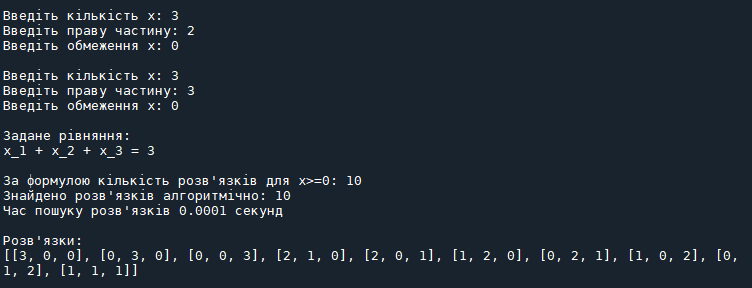 Введіть кількість x: 3
Введіть праву частину: 2
Введіть обмеження x: 0
Введіть кількість x: 3
Введіть праву частину: 3
Введіть обмеження x: 0
Задане рівняння:
x_1 + x_2 + x_3 = 3
За формулою кількість розв'язків для x>=0: 10
Знайдено розв'язків алгоритмічно: 10
Час пошуку розв'язків 0.0001 секунд
Розв'язки:
[[3, 0, 0], [0, 3, 0], [0, 0, 3], [2, 1, 0], [2, 0, 1], [1, 2, 0], [0, 2, 1], [1, 0, 2], [0,
1, 2], [1, 1, 1]]